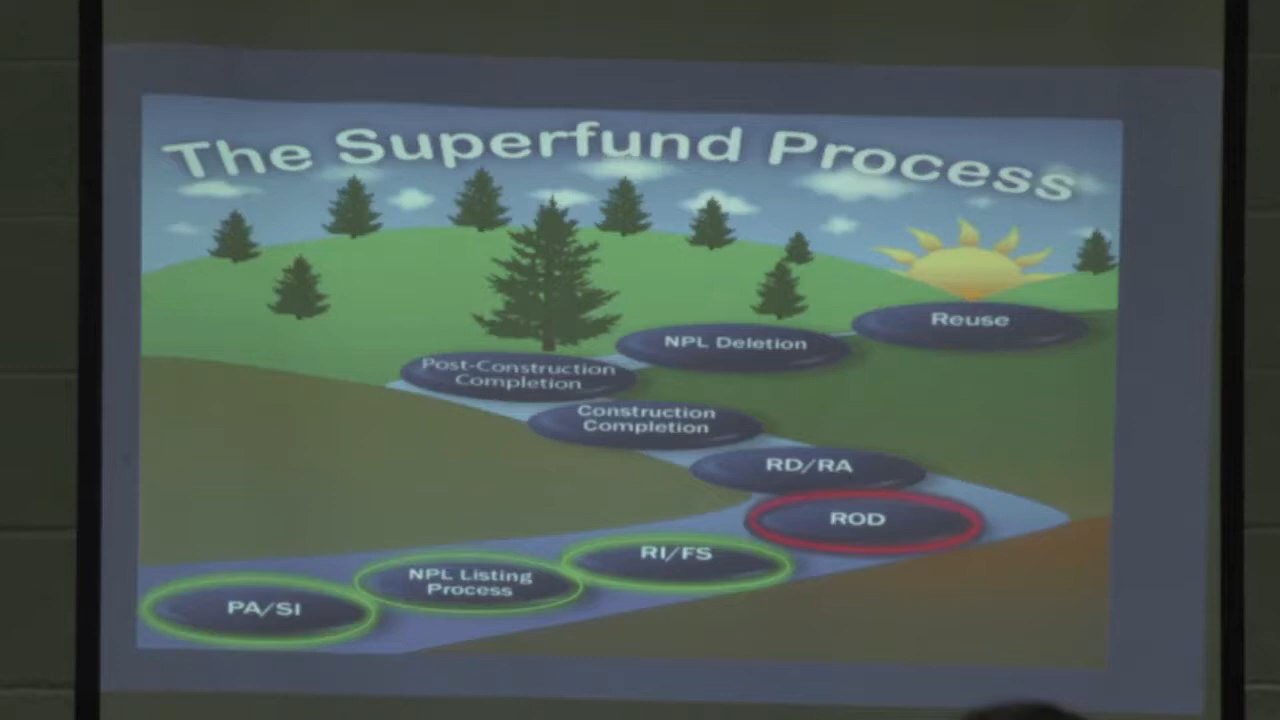 The Superfund Process
Reuse
NPL Deletion
Post-Construction
Completion
Construction
Completion
RD/RA
ROD
RI/FS
NPL Listing
Process
PA/SI